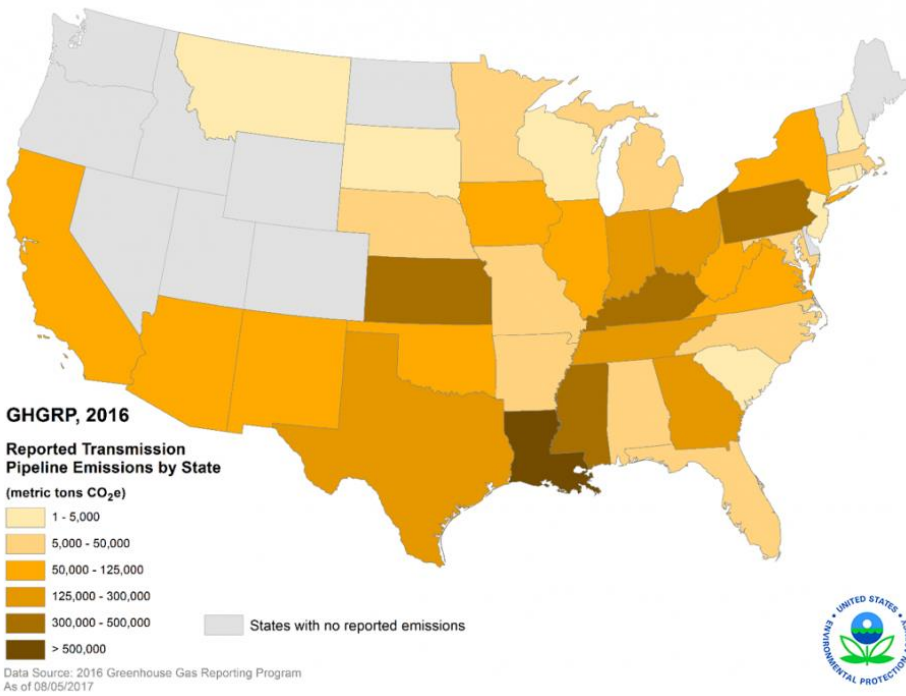 GHGRP, 2016
Reported Transmission
Pipeline Emissions by State
(metric tons CO₂e)
1 - 5,000
5,000 - 50,000
50,000 - 125,000
125,000 - 300,000
300,000 - 500,000
> 500,000
States with no reported emissions
Data Source: 2016 Greenhouse Gas Reporting Program
As of 08/05/2017
UNITED STATES
ENVIRONMENTAL PROTECTION